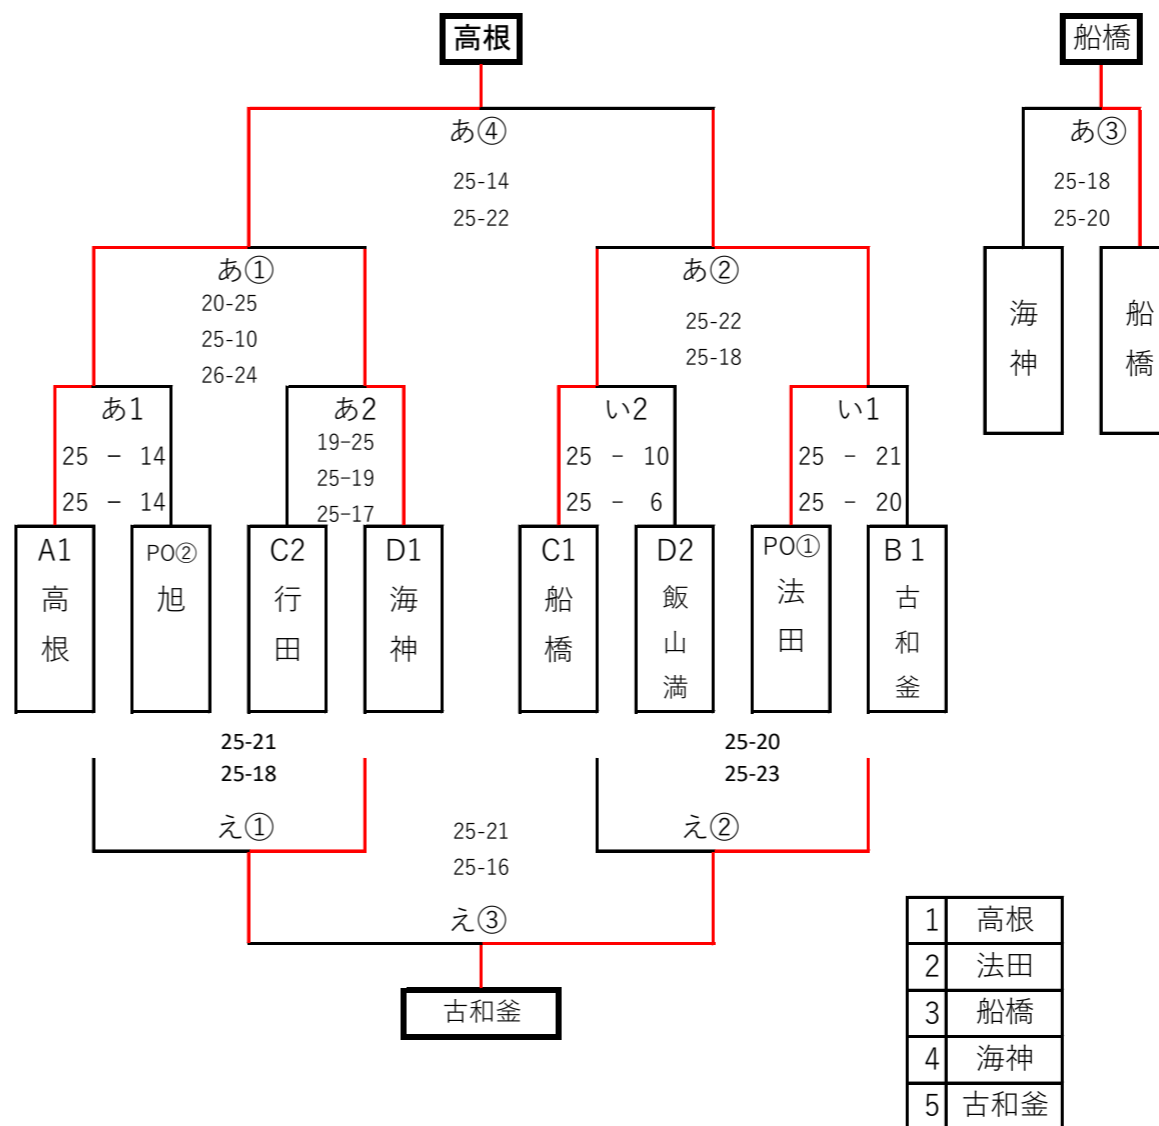 高根
船橋
あ④
25-14
25-22
あ③
25-18
25-20
あ①
20-25
25-10
26-24
あ②
25-22
25-18
海神
船橋
あ1
25 － 14
25 － 14
あ2
19−25
25−19
25−17
い2
25 － 10
25 － 6
い1
25 － 21
25 － 20
A1
高根
PO②
旭
C2
行田
D1
海神
C1
船橋
D2
飯山満
PO①
法田
B1
古和釜
25-21
25-18
え①
25-20
25-23
え②
25-21
25-16
え③
古和釜
1 高根
2 法田
3 船橋
4 海神
5 古和釜